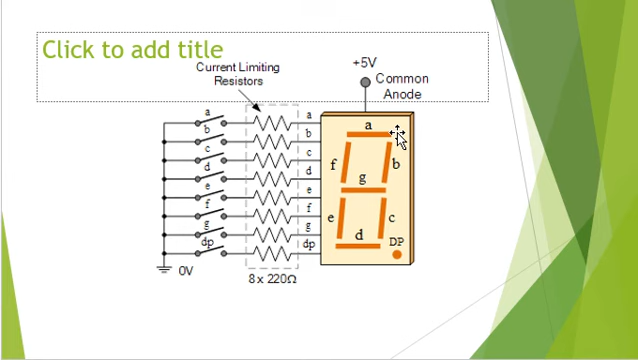 Click to add title
Current Limiting
Resistors
+5V
Common
Anode
a
b
c
d
e
f
g
dp
a
b
c
d
e
f
g
dp
a
f
b
g
e
c
d
DP
0V
8 x 220Ω